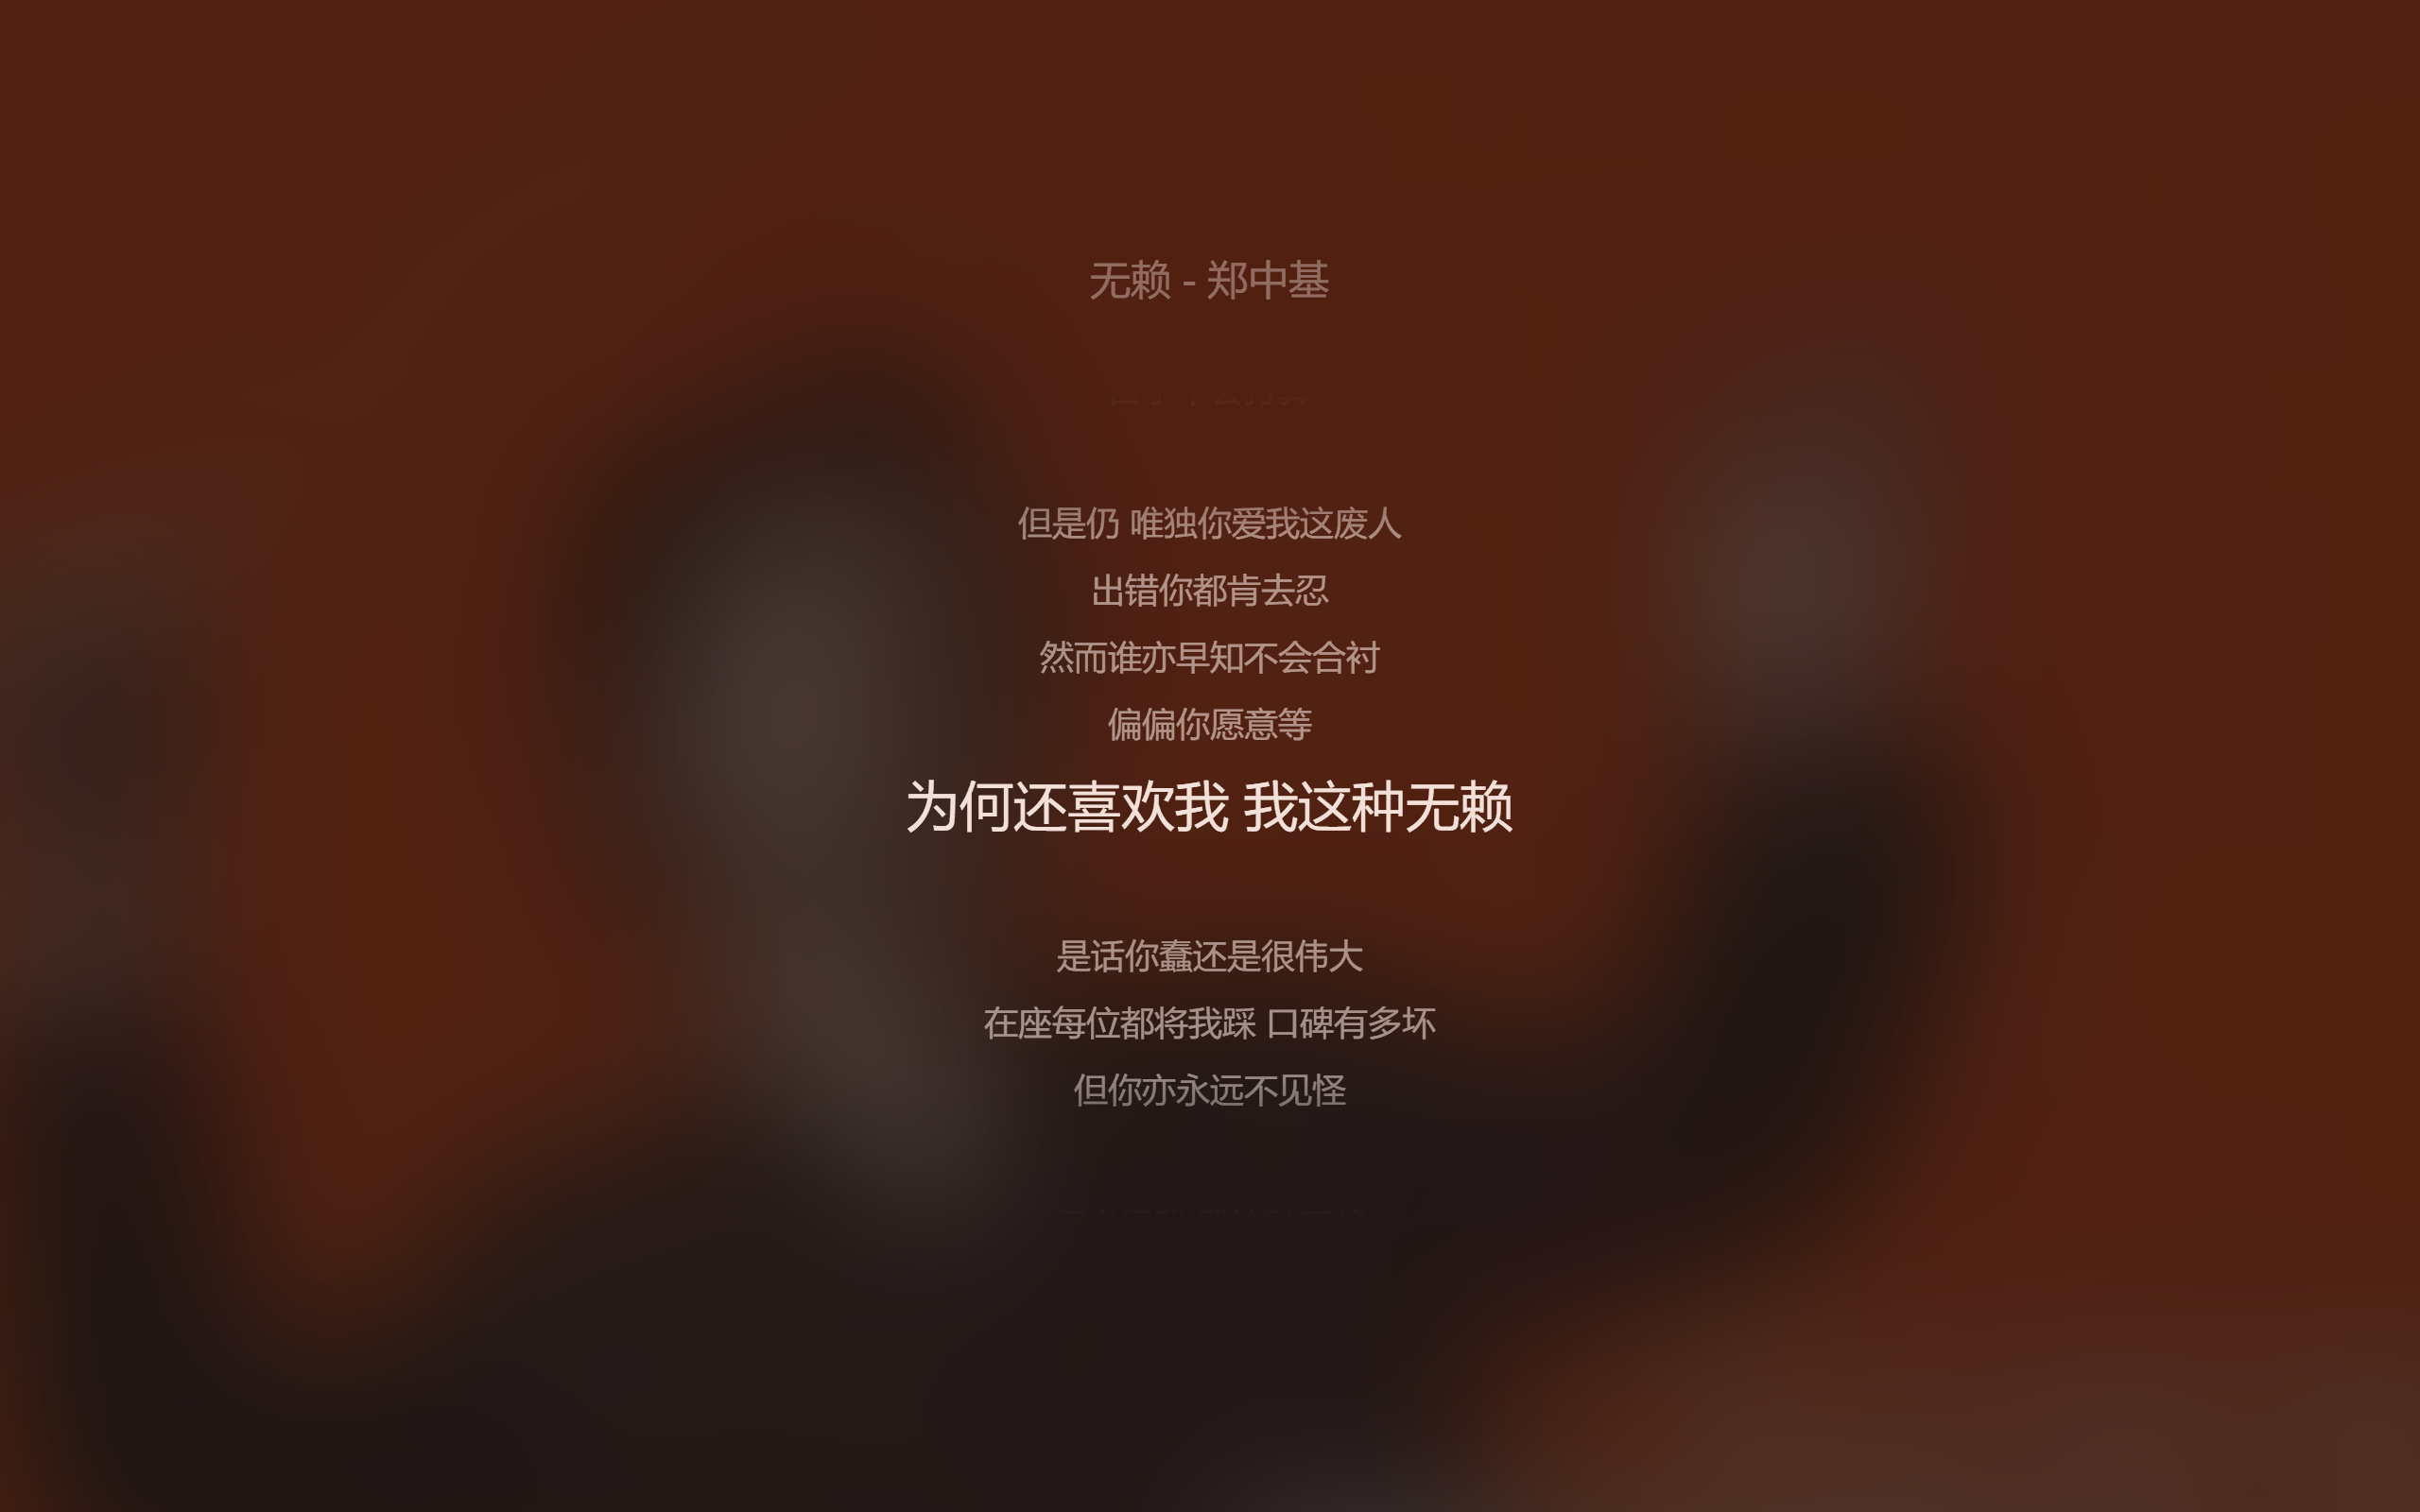 无赖 - 郑中基
但是仍 唯独你爱我这废人
出错你都肯去忍
然而谁亦早知不会合衬
偏偏你愿意等
为何还喜欢我 我这种无赖
是话你蠢还是很伟大
在座每位都将我踩 口碑有多坏
但你亦永远不见怪